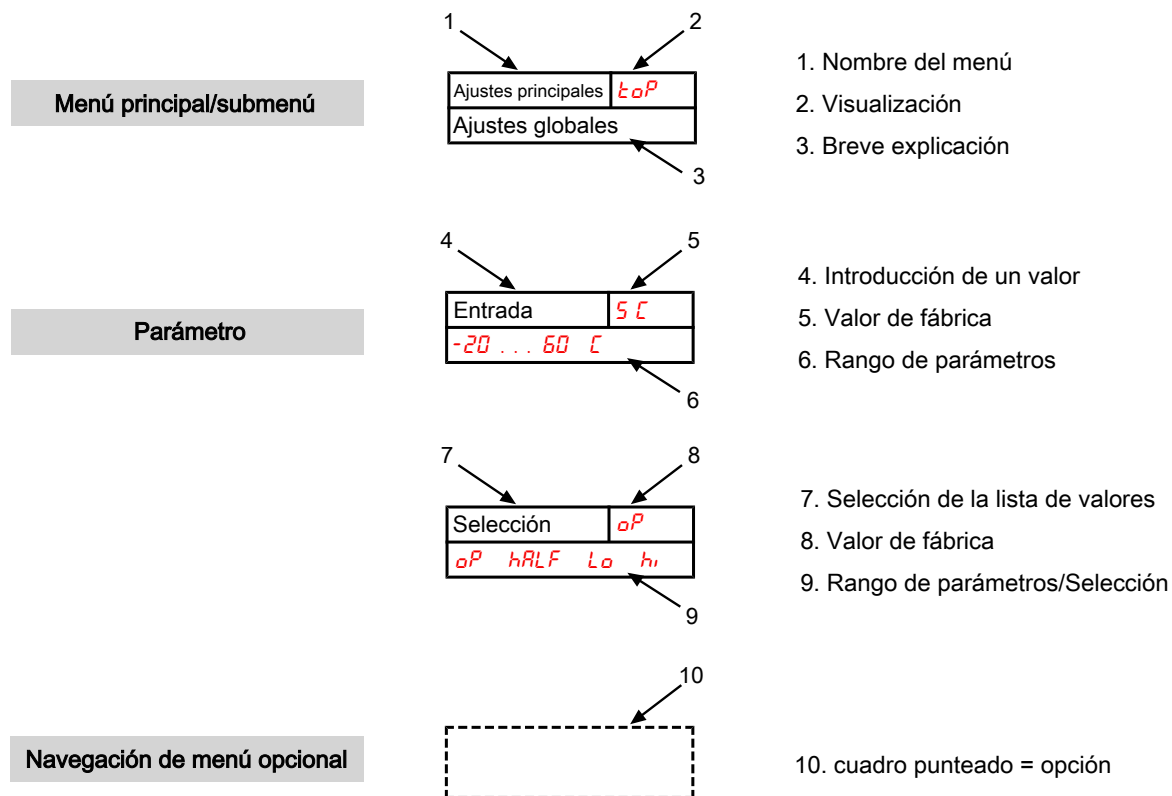 1 2
Menú principal/submenú
Ajustes principales toP
Ajustes globales
3
1. Nombre del menú
2. Visualización
3. Breve explicación
4 5
Parámetro
Entrada 5 C
-20 . . . 60 C
6
4. Introducción de un valor
5. Valor de fábrica
6. Rango de parámetros
7 8
Selección oP
oP hALF Lo hi
9
7. Selección de la lista de valores
8. Valor de fábrica
9. Rango de parámetros/Selección
10
Navegación de menú opcional
10. cuadro punteado = opción